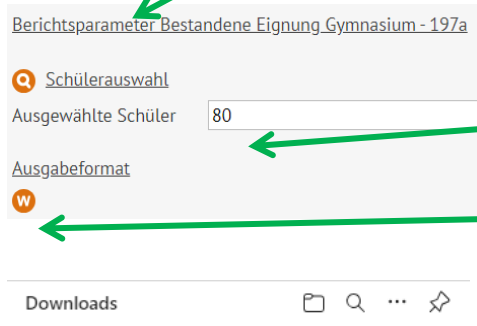 Berichtsparameter Bestandene Eignung Gymnasium - 197a
Schülerauswahl
Ausgewählte Schüler 80
Ausgabeformat
W
Downloads